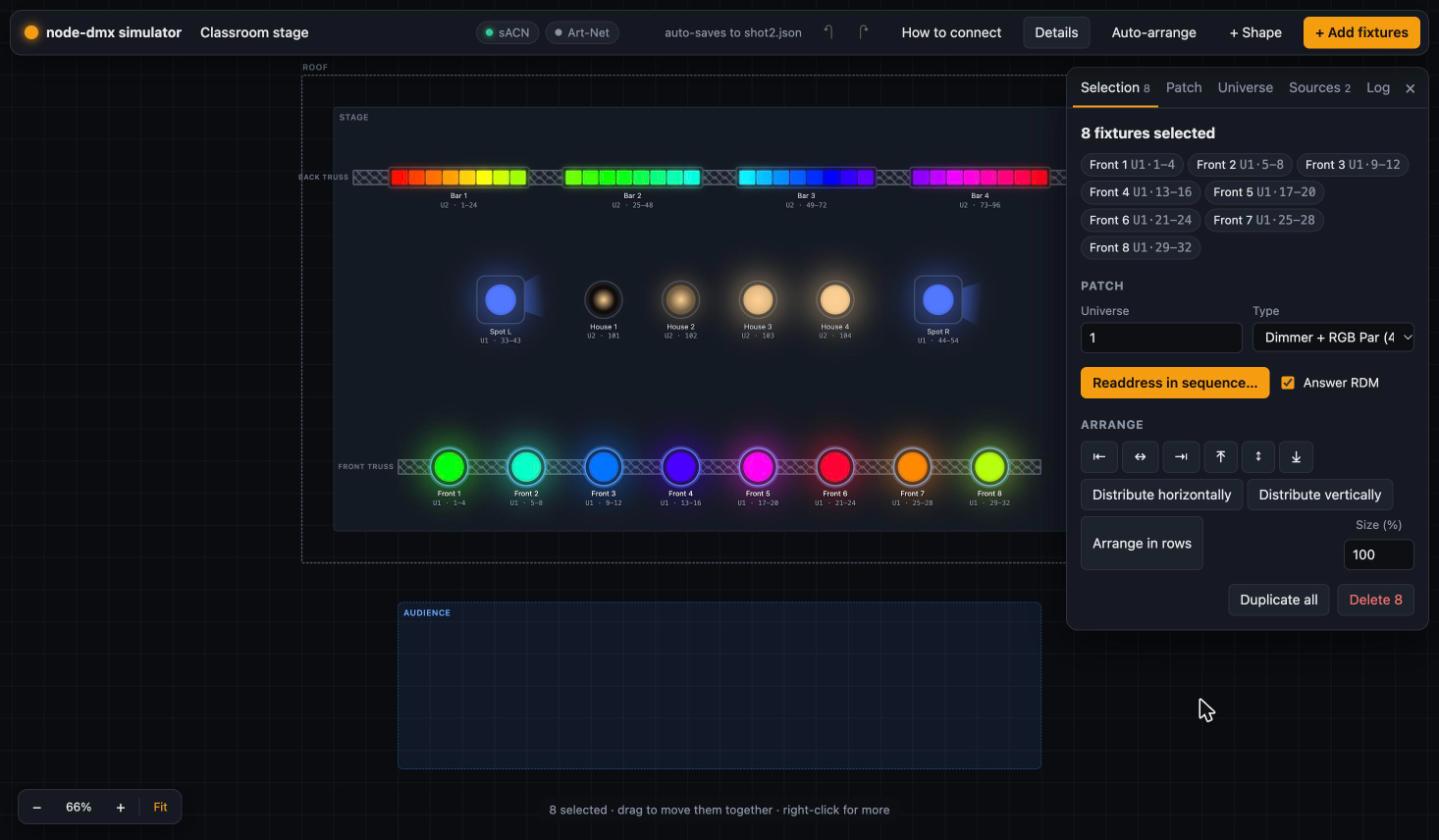 node-dmx simulator Classroom stage sACN Art-Net auto-saves to shot2.json How to connect Details Auto-arrange + Shape + Add fixtures
ROOF
STAGE
BACK TRUSS
Bar 1 Bar 2 Bar 3 Bar 4
U2 · 1–24 U2 · 25–48 U2 · 49–72 U2 · 73–96
Spot L House 1 House 2 House 3 House 4 Spot R
U1 · 33–43 U2 · 101 U2 · 102 U2 · 103 U2 · 104 U1 · 44–54
FRONT TRUSS
Front 1 Front 2 Front 3 Front 4 Front 5 Front 6 Front 7 Front 8
U1 · 1–4 U1 · 5–8 U1 · 9–12 U1 · 13–16 U1 · 17–20 U1 · 21–24 U1 · 25–28 U1 · 29–32
AUDIENCE
Selection 8 Patch Universe Sources 2 Log ×
8 fixtures selected
Front 1 U1·1–4 Front 2 U1·5–8 Front 3 U1·9–12
Front 4 U1·13–16 Front 5 U1·17–20
Front 6 U1·21–24 Front 7 U1·25–28
Front 8 U1·29–32
PATCH
Universe Type
1 Dimmer + RGB Par (4
Readdress in sequence... Answer RDM
ARRANGE
Distribute horizontally Distribute vertically
Size (%)
Arrange in rows 100
Duplicate all Delete 8
− 66% + Fit
8 selected · drag to move them together · right-click for more